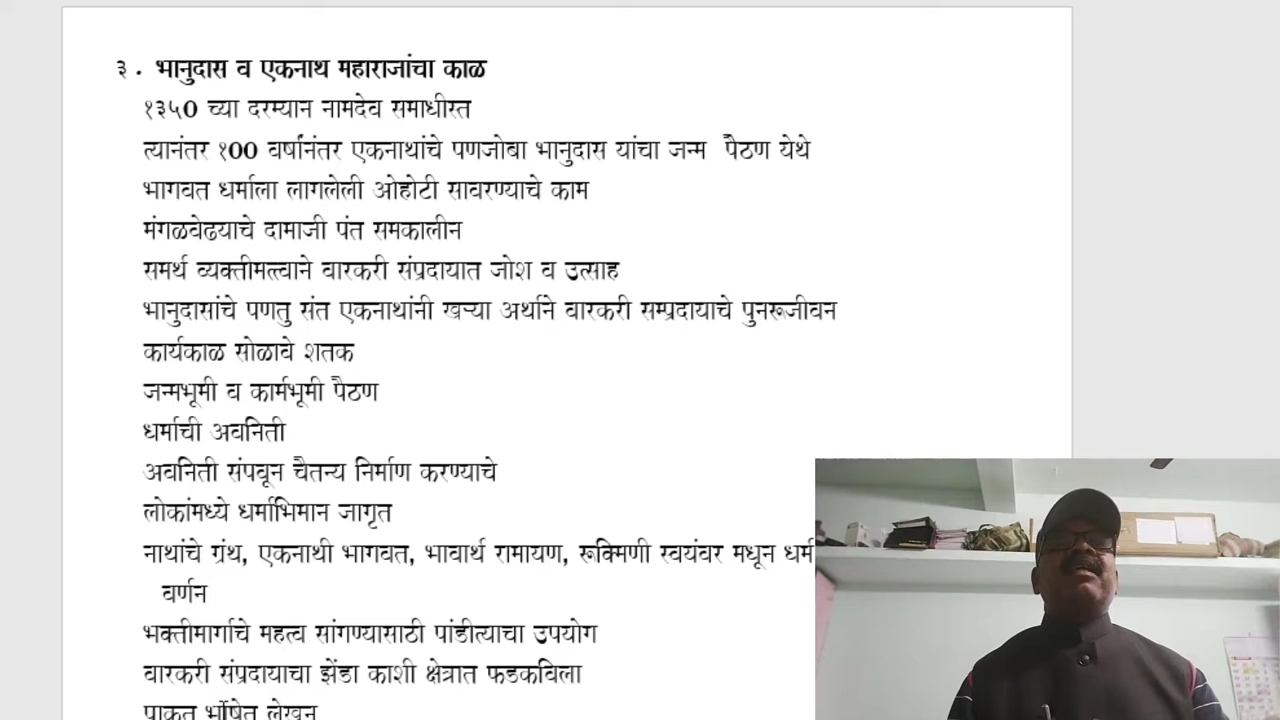 ३. भानुदास व एकनाथ महाराजांचा काळ
१३५0 च्या दरम्यान नामदेव समाधीस्त
त्यानंतर १00 वर्षांनंतर एकनाथांचे पणजोबा भानुदास यांचा जन्म पैठण येथे
भागवत धर्माला लागलेली ओहोटी सावरण्याचे काम
मंगळवेढयाचे दामाजी पंत समकालीन
समर्थ व्यक्तीमत्त्वाने वारकरी संप्रदायात जोश व उत्साह
भानुदासांचे पणतु संत एकनाथांनी खऱ्या अर्थाने वारकरी सम्प्रदायाचे पुनरूजीवन
कार्यकाळ सोळावे शतक
जन्मभूमी व कार्मभूमी पैठण
धर्माची अवनिती
अवनिती संपवून चैतन्य निर्माण करण्याचे
लोकांमध्ये धर्माभिमान जागृत
नाथांचे ग्रंथ, एकनाथी भागवत, भावार्थ रामायण, रूक्मिणी स्वयंवर मधून
वर्णन
भक्तीमार्गाचे महत्व सांगण्यासाठी पांडीत्याचा उपयोग
वारकरी संप्रदायाचा झेंडा काशी क्षेत्रात फडकविला